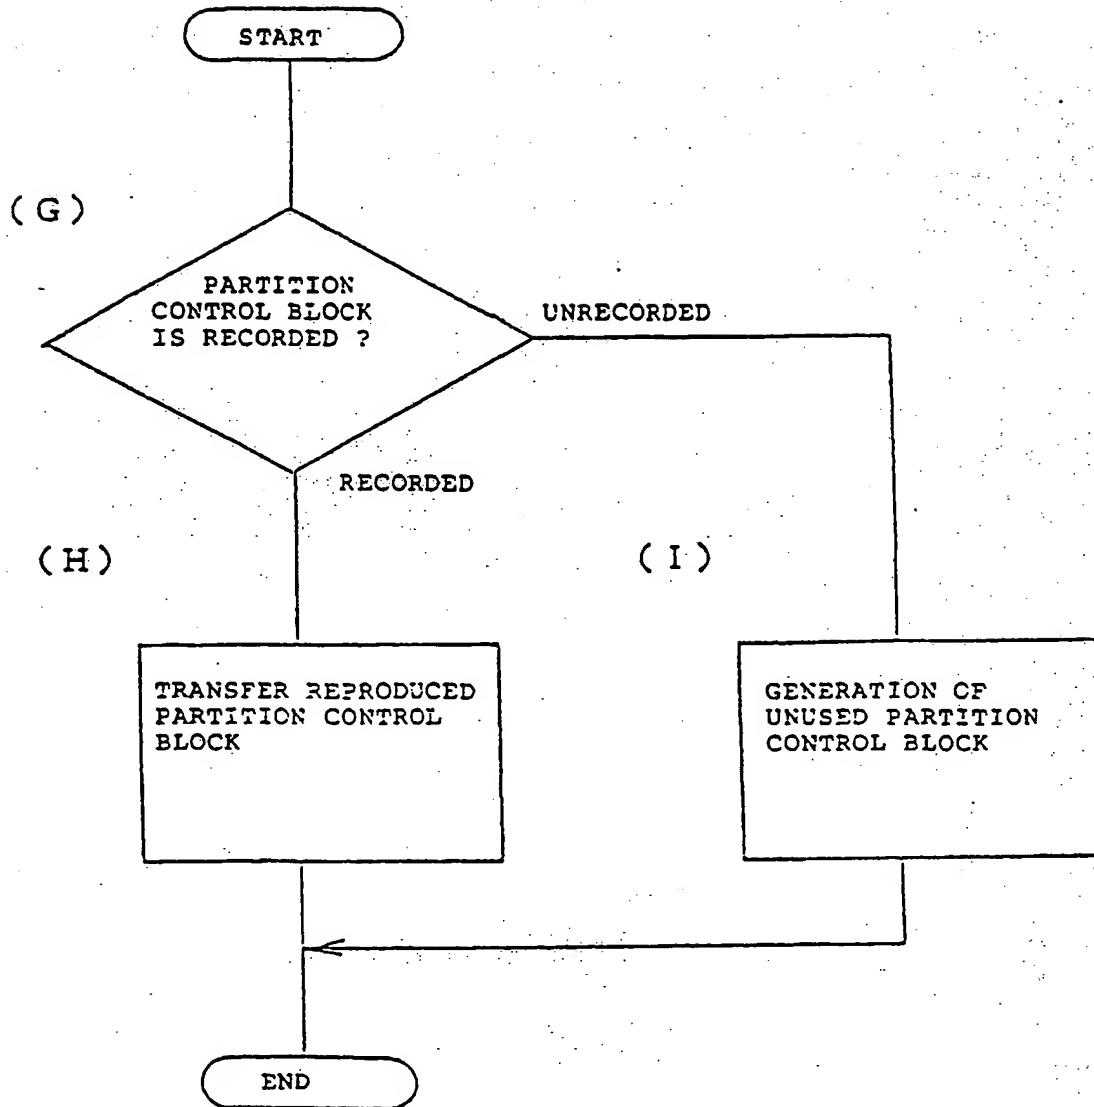 START
(G)
PARTITION
CONTROL BLOCK
IS RECORDED ?
UNRECORDED
RECORDED
(H)
(I)
TRANSFER REPRODUCED
PARTITION CONTROL
BLOCK
GENERATION OF
UNUSED PARTITION
CONTROL BLOCK
END